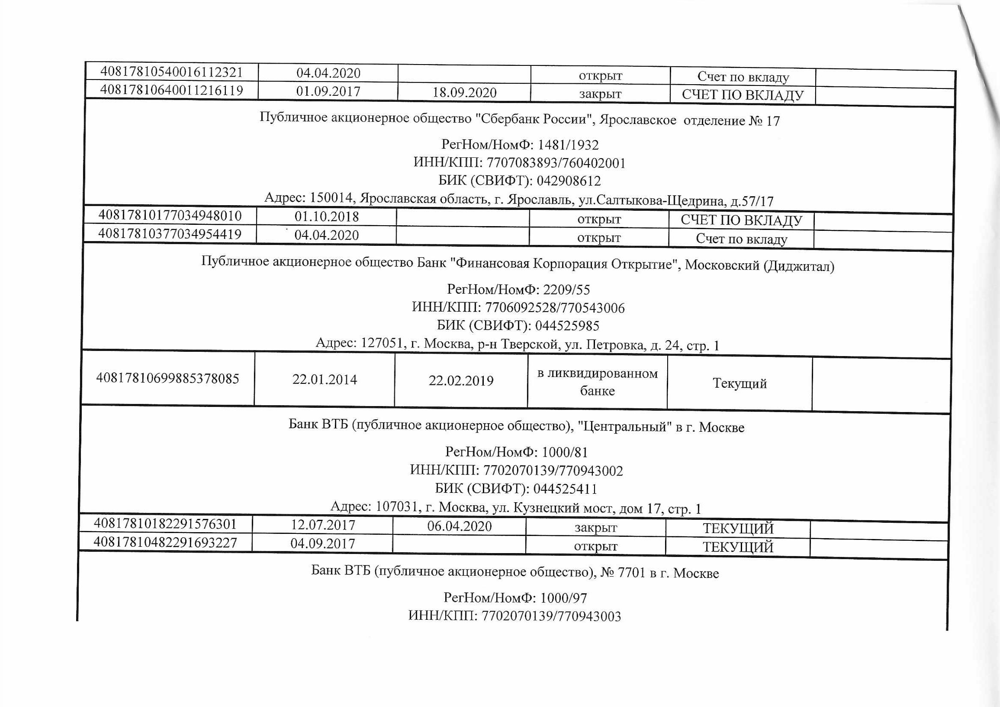 40817810540016112321 04.04.2020 открыт Счет по вкладу
40817810640011216119 01.09.2017 18.09.2020 закрыт СЧЕТ ПО ВКЛАДУ
Публичное акционерное общество "Сбербанк России", Ярославское отделение № 17
РегНом/НомФ: 1481/1932
ИНН/КПП: 7707083893/760402001
БИК (СВИФТ): 042908612
Адрес: 150014, Ярославская область, г. Ярославль, ул.Салтыкова-Щедрина, д.57/17
40817810177034948010 01.10.2018 открыт СЧЕТ ПО ВКЛАДУ
40817810377034954419 04.04.2020 открыт Счет по вкладу
Публичное акционерное общество Банк "Финансовая Корпорация Открытие", Московский (Диджитал)
РегНом/НомФ: 2209/55
ИНН/КПП: 7706092528/770543006
БИК (СВИФТ): 044525985
Адрес: 127051, г. Москва, р-н Тверской, ул. Петровка, д. 24, стр. 1
40817810699885378085 22.01.2014 22.02.2019 в ликвидированном
банке Текущий
Банк ВТБ (публичное акционерное общество), "Центральный" в г. Москве
РегНом/НомФ: 1000/81
ИНН/КПП: 7702070139/770943002
БИК (СВИФТ): 044525411
Адрес: 107031, г. Москва, ул. Кузнецкий мост, дом 17, стр. 1
40817810182291576301 12.07.2017 06.04.2020 закрыт ТЕКУЩИЙ
40817810482291693227 04.09.2017 открыт ТЕКУЩИЙ
Банк ВТБ (публичное акционерное общество), № 7701 в г. Москве
РегНом/НомФ: 1000/97
ИНН/КПП: 7702070139/770943003